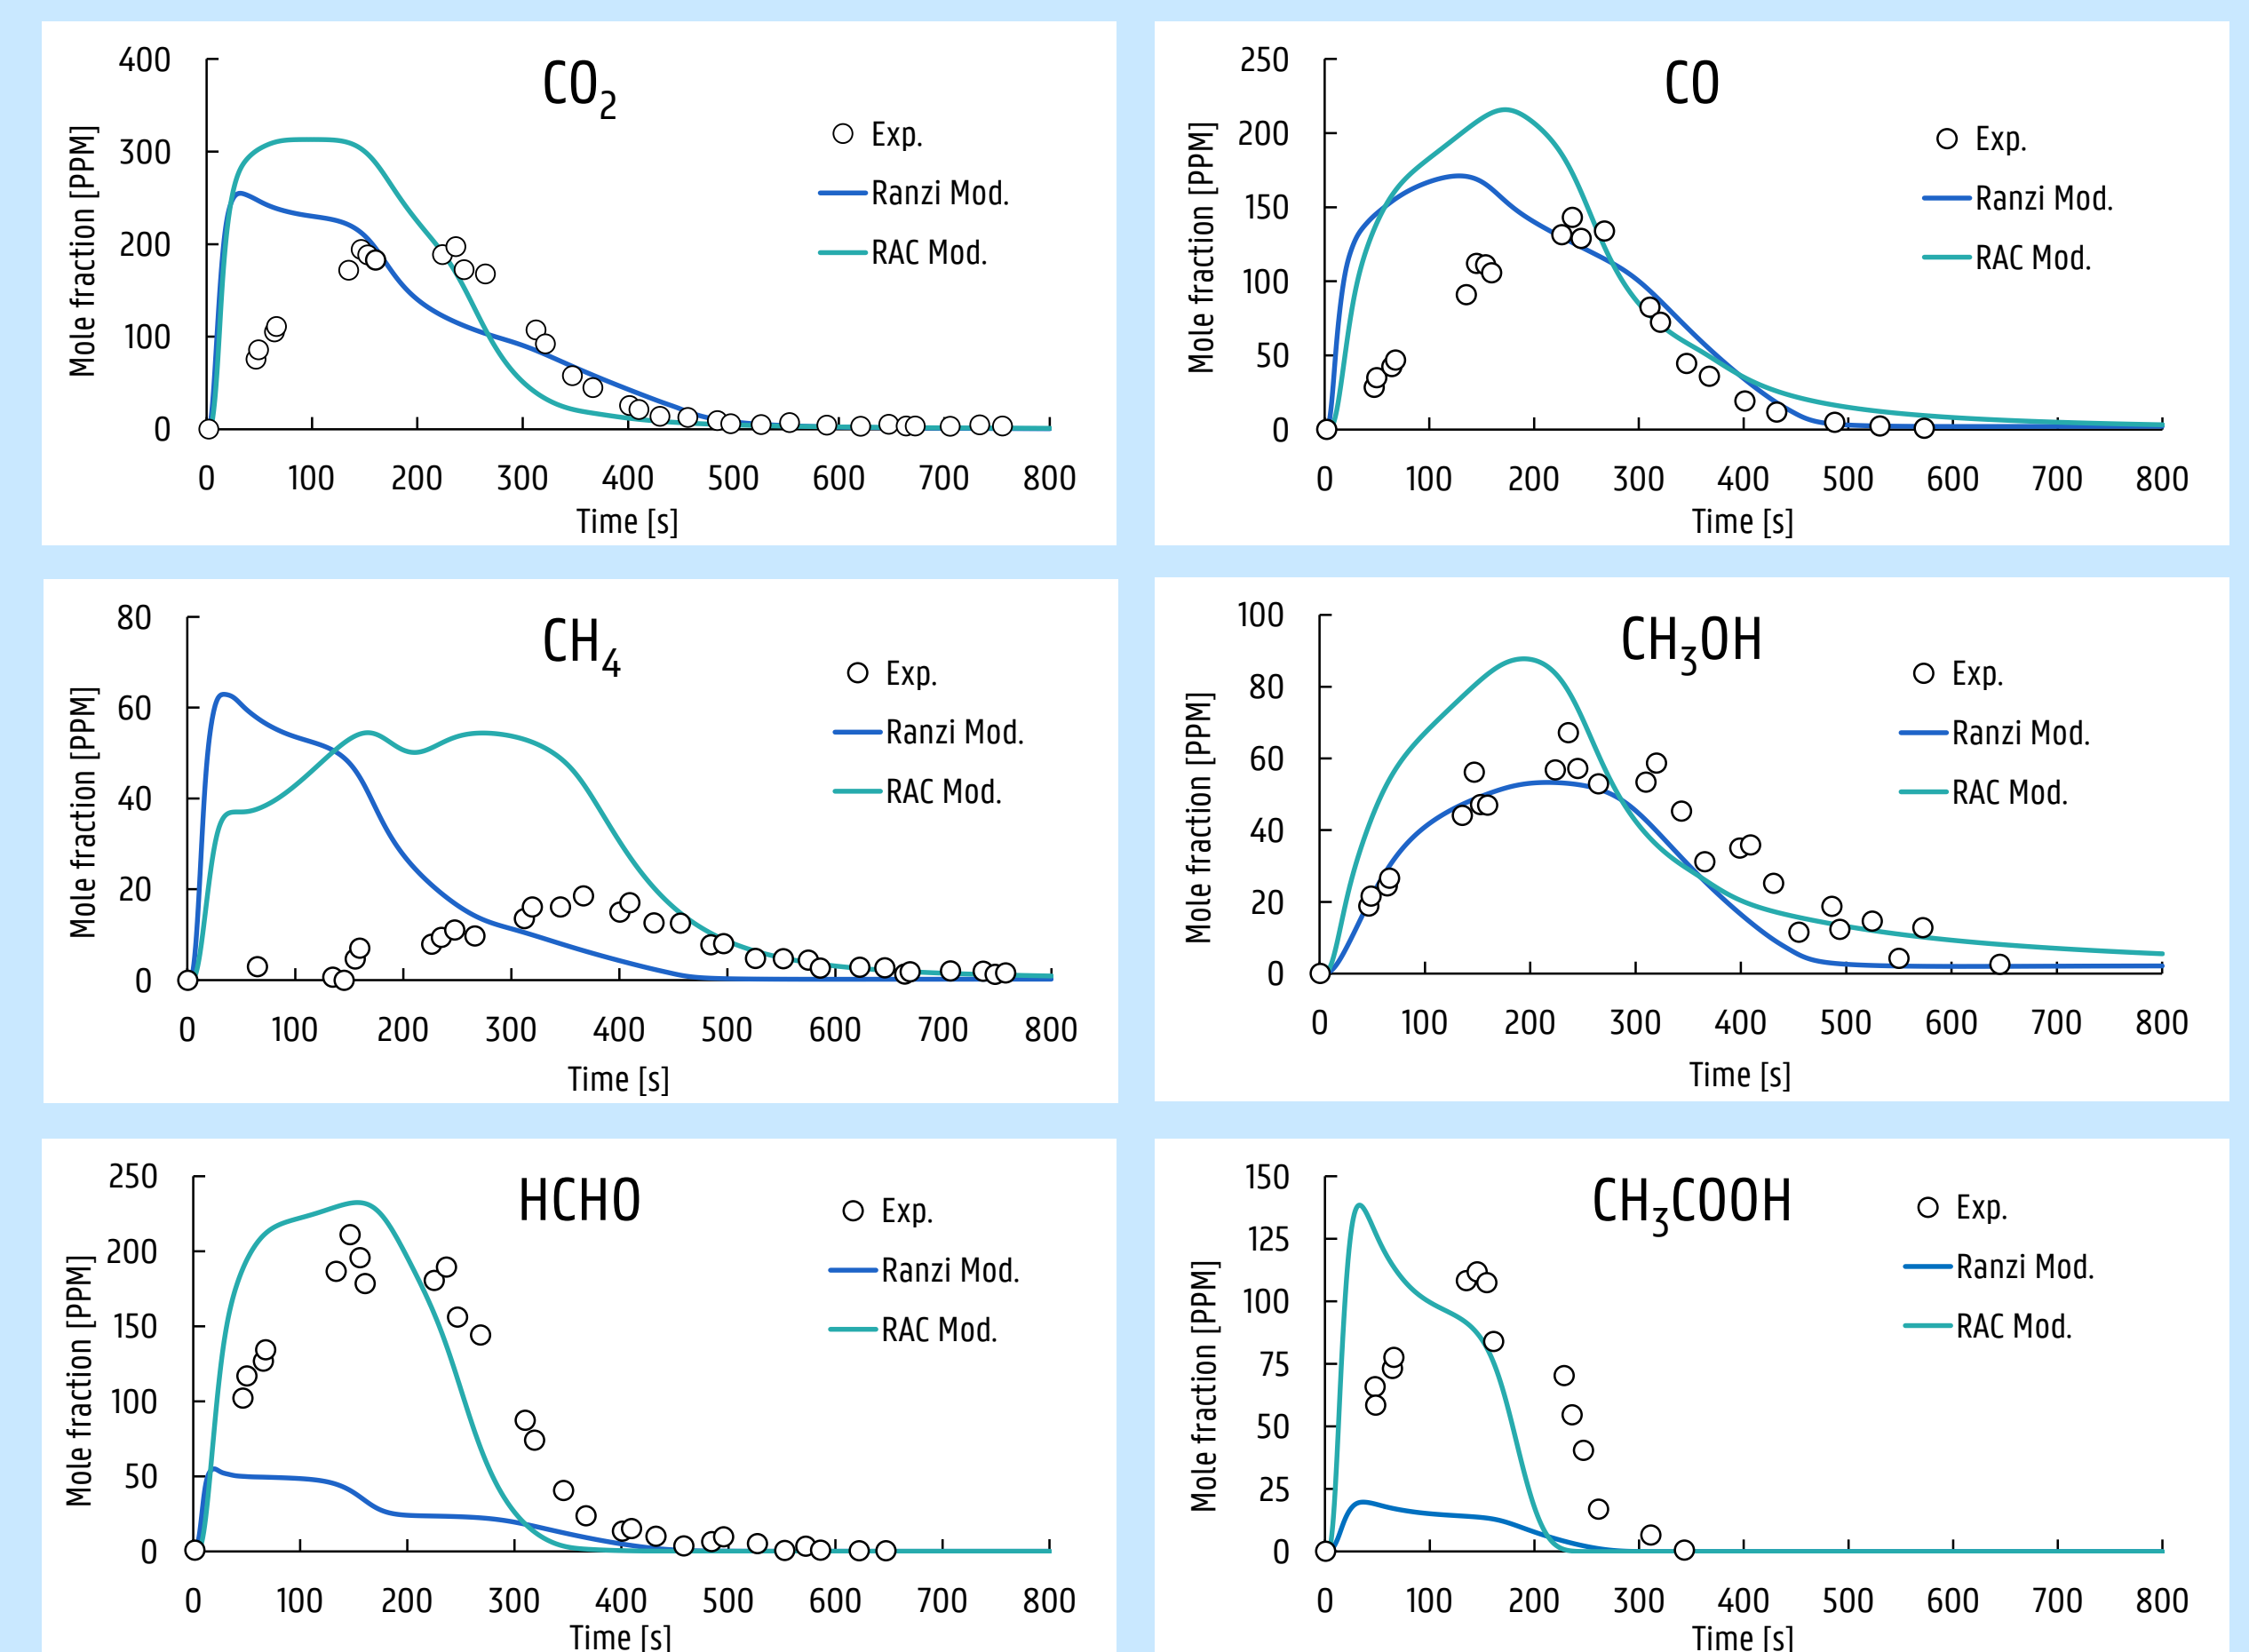 CO2
Mole fraction [PPM]
400
300
200
100
0
Exp.
Ranzi Mod.
RAC Mod.
0 100 200 300 400 500 600 700 800
Time [s]
CO
Mole fraction [PPM]
250
200
150
100
50
0
Exp.
Ranzi Mod.
RAC Mod.
0 100 200 300 400 500 600 700 800
Time [s]
CH4
Mole fraction [PPM]
80
60
40
20
0
Exp.
Ranzi Mod.
RAC Mod.
0 100 200 300 400 500 600 700 800
Time [s]
CH3OH
Mole fraction [PPM]
100
80
60
40
20
0
Exp.
Ranzi Mod.
RAC Mod.
0 100 200 300 400 500 600 700 800
Time [s]
HCHO
Mole fraction [PPM]
250
200
150
100
50
0
Exp.
Ranzi Mod.
RAC Mod.
0 100 200 300 400 500 600 700 800
Time [s]
CH3COOH
Mole fraction [PPM]
150
125
100
75
50
25
0
Exp.
Ranzi Mod.
RAC Mod.
0 100 200 300 400 500 600 700 800
Time [s]